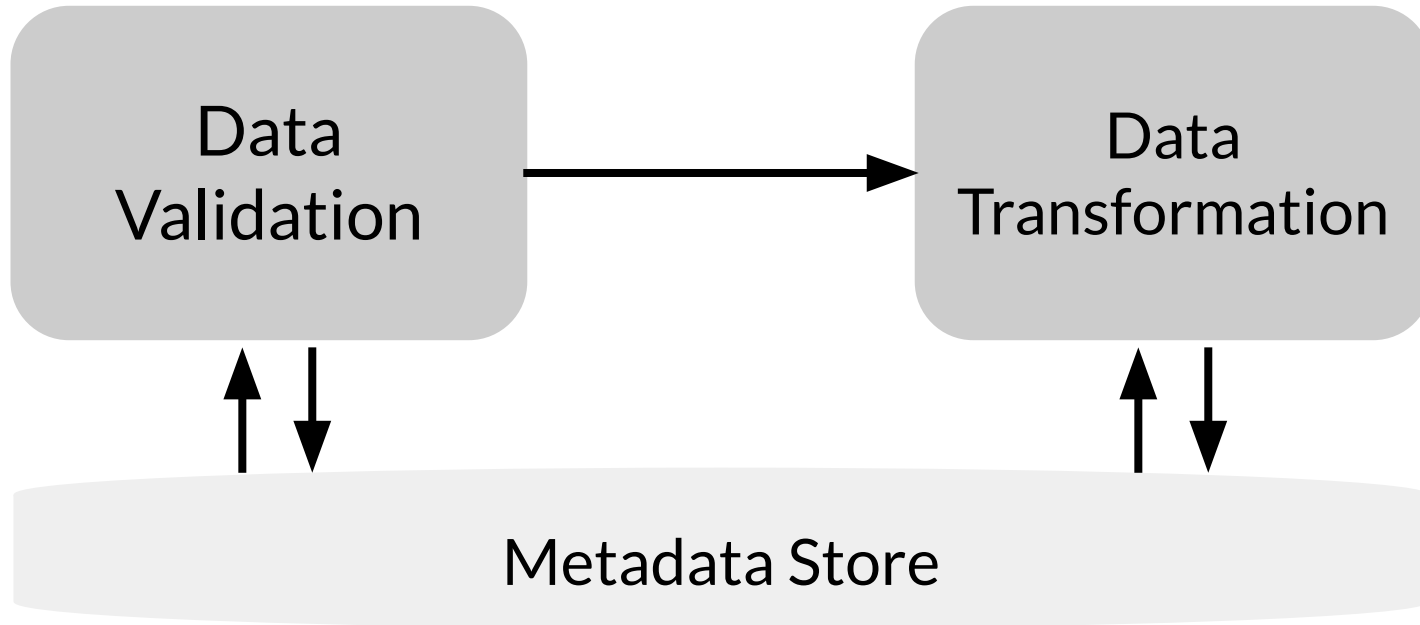 Data
Validation
Data
Transformation
Metadata Store